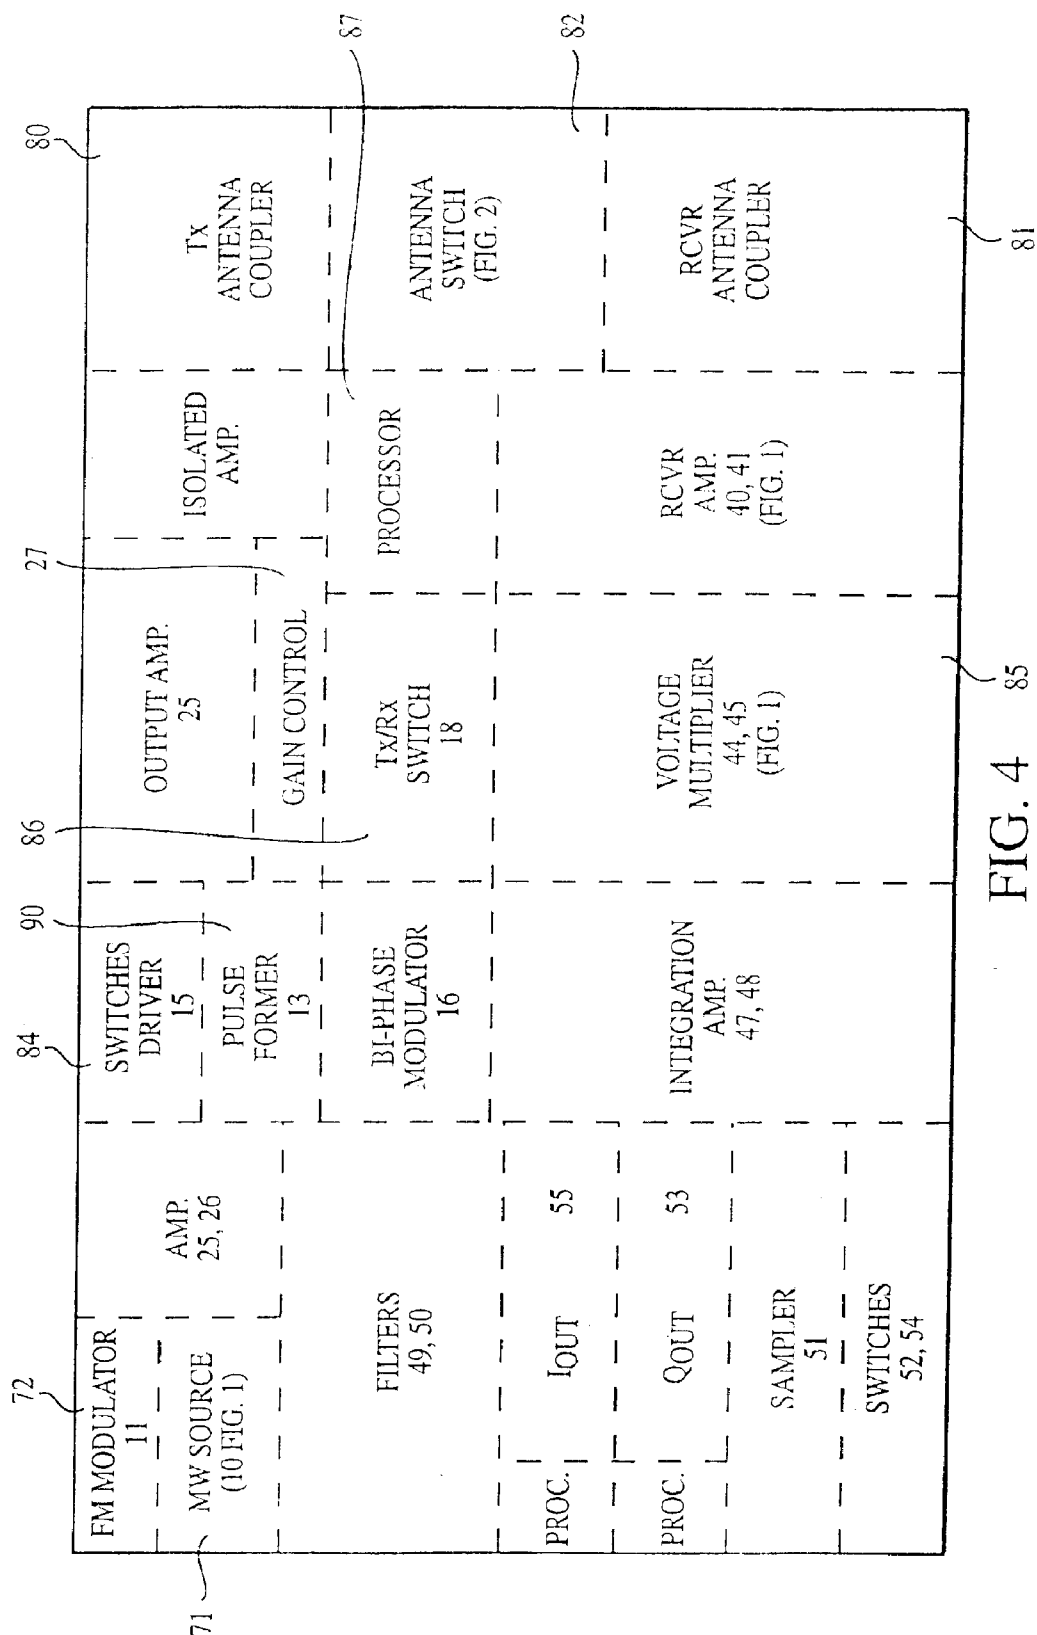 72
FM MODULATOR
11
MW SOURCE
(10 FIG. 1)
71
AMP.
25, 26
FILTERS
49, 50
PROC.
IOUT
55
PROC.
QOUT
53
SAMPLER
51
SWITCHES
52, 54
84
SWITCHES
DRIVER
15
90
PULSE
FORMER
13
BI-PHASE
MODULATOR
16
INTEGRATION
AMP.
47, 48
86
OUTPUT AMP.
25
27
GAIN CONTROL
Tx/Rx
SWITCH
18
VOLTAGE
MULTIPLIER
44, 45
(FIG. 1)
85
ISOLATED
AMP.
PROCESSOR
87
RCVR
AMP.
40, 41
(FIG. 1)
80
Tx
ANTENNA
COUPLER
ANTENNA
SWITCH
(FIG. 2)
82
RCVR
ANTENNA
COUPLER
81
FIG. 4